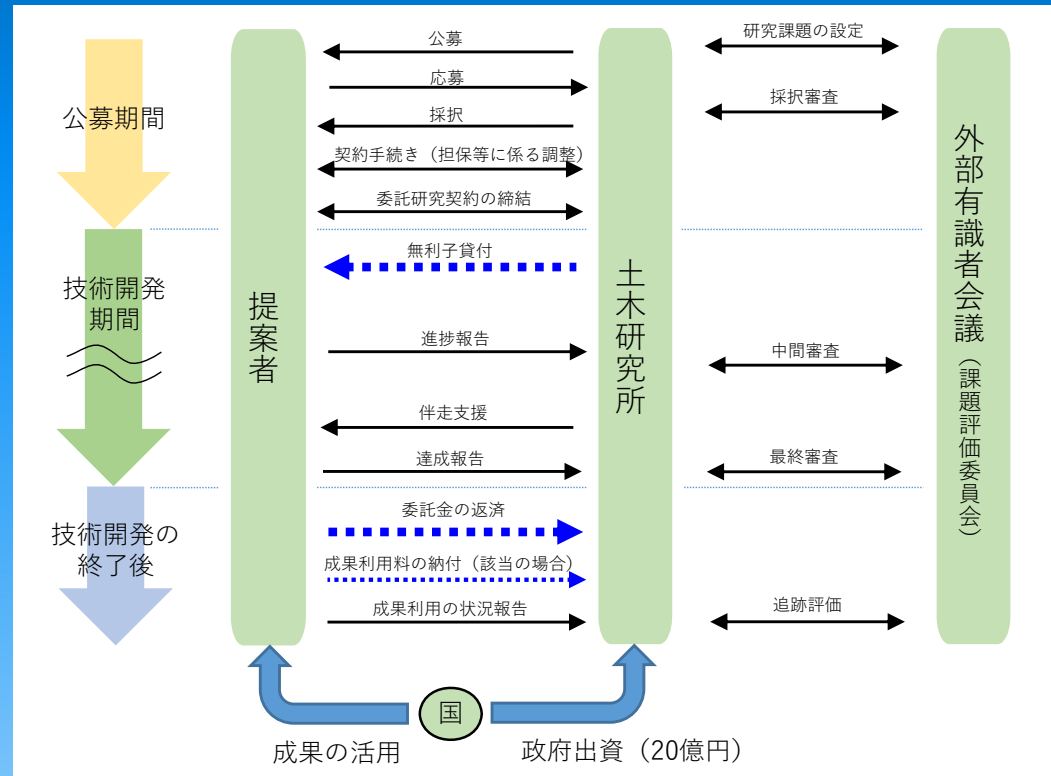 公募期間
技術開発
期間
技術開発の
終了後
提案者
公募
応募
採択
契約手続き（担保等に係る調整）
委託研究契約の締結
無利子貸付
進捗報告
伴走支援
達成報告
委託金の返済
成果利用料の納付（該当の場合）
成果利用の状況報告
土木研究所
研究課題の設定
採択審査
中間審査
最終審査
追跡評価
外部有識者会議（課題評価委員会）
国
成果の活用
政府出資（20億円）